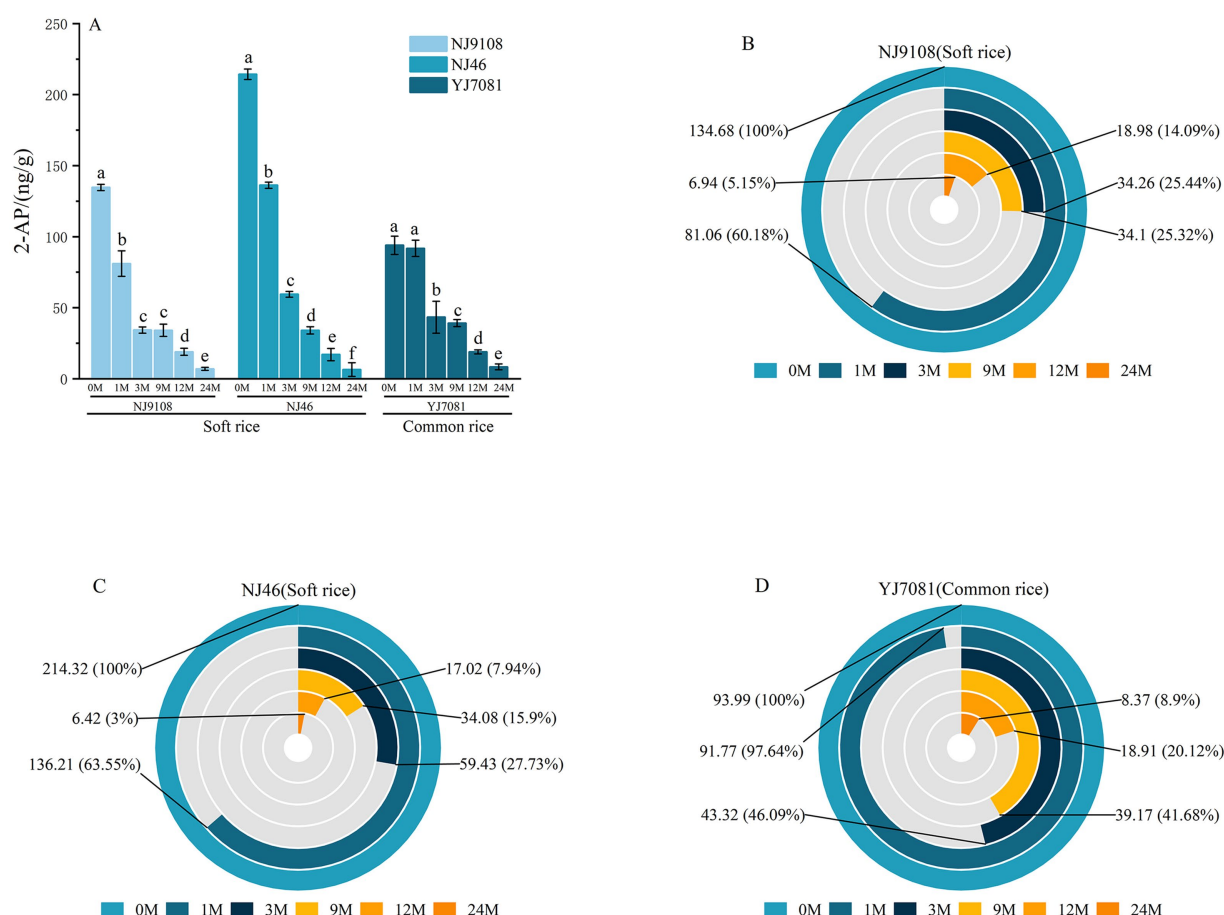 A
250
200
150
100
50
0
2-AP/(ng/g)
NJ9108
NJ46
YJ7081
a
b
c
c
d
e
a
b
c
d
e
f
a
a
b
c
d
e
0M 1M 3M 9M 12M 24M 0M 1M 3M 9M 12M 24M 0M 1M 3M 9M 12M 24M
NJ9108 NJ46 YJ7081
Soft rice Common rice
B
NJ9108(Soft rice)
134.68 (100%)
18.98 (14.09%)
6.94 (5.15%)
34.26 (25.44%)
81.06 (60.18%)
34.1 (25.32%)
0M 1M 3M 9M 12M 24M
C
NJ46(Soft rice)
214.32 (100%)
17.02 (7.94%)
6.42 (3%)
34.08 (15.9%)
136.21 (63.55%)
59.43 (27.73%)
0M 1M 3M 9M 12M 24M
D
YJ7081(Common rice)
93.99 (100%)
8.37 (8.9%)
91.77 (97.64%)
18.91 (20.12%)
43.32 (46.09%)
39.17 (41.68%)
0M 1M 3M 9M 12M 24M